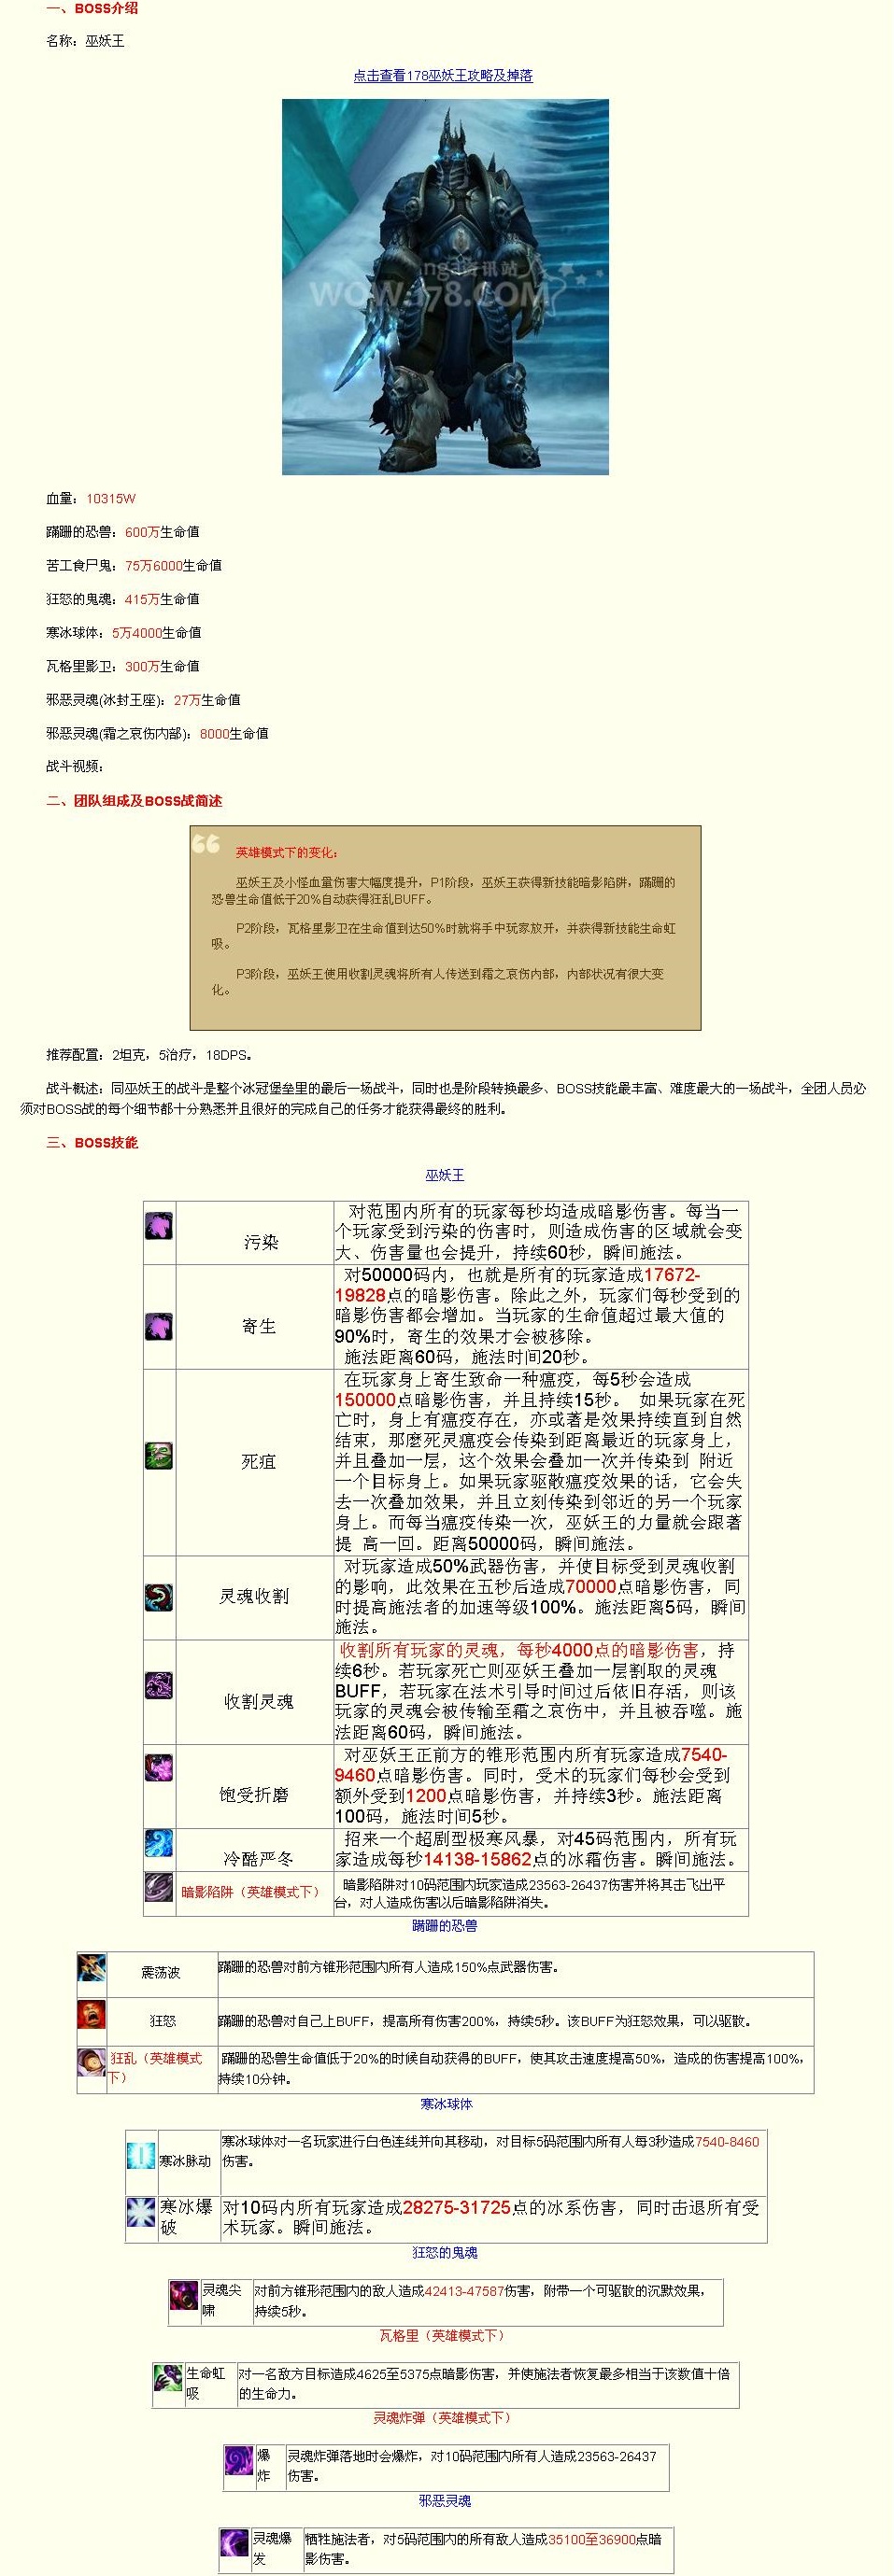 一、BOSS介绍
名称：巫妖王
点击查看178巫妖王攻略及掉落
nga资讯站
WOW.178.COM
血量：10315W
蹒跚的恐兽：600万生命值
苦工食尸鬼：75万6000生命值
狂怒的鬼魂：415万生命值
寒冰球体：5万4000生命值
瓦格里影卫：300万生命值
邪恶灵魂(冰封王座)：27万生命值
邪恶灵魂(霜之哀伤内部)：8000生命值
战斗视频：
二、团队组成及BOSS战简述
英雄模式下的变化：
巫妖王及小怪血量伤害大幅度提升，P1阶段，巫妖王获得新技能暗影陷阱，蹒跚的
恐兽生命值低于20%自动获得狂乱BUFF。
P2阶段，瓦格里影卫在生命值到达50%时就将手中玩家放开，并获得新技能生命虹
吸。
P3阶段，巫妖王使用收割灵魂将所有人传送到霜之哀伤内部，内部状况有很大变
化。
推荐配置：2坦克，5治疗，18DPS。
战斗概述：同巫妖王的战斗是整个冰冠堡垒里的最后一场战斗，同时也是阶段转换最多、BOSS技能最丰富、难度最大的一场战斗，全团人员必
须对BOSS战的每个细节都十分熟悉并且很好的完成自己的任务才能获得最终的胜利。
三、BOSS技能
巫妖王
污染
对范围内所有的玩家每秒均造成暗影伤害。每当一
个玩家受到污染的伤害时，则造成伤害的区域就会变
大、伤害量也会提升，持续60秒，瞬间施法。
寄生
对50000码内，也就是所有的玩家造成17672-
19828点的暗影伤害。除此之外，玩家们每秒受到的
暗影伤害都会增加。当玩家的生命值超过最大值的
90%时，寄生的效果才会被移除。
施法距离60码，施法时间20秒。
死疽
在玩家身上寄生致命一种瘟疫，每5秒会造成
150000点暗影伤害，并且持续15秒。 如果玩家在死
亡时，身上有瘟疫存在，亦或著是效果持续直到自然
结束，那麽死灵瘟疫会传染到距离最近的玩家身上，
并且叠加一层，这个效果会叠加一次并传染到 附近
一个目标身上。如果玩家驱散瘟疫效果的话，它会失
去一次叠加效果，并且立刻传染到邻近的另一个玩家
身上。而每当瘟疫传染一次，巫妖王的力量就会跟著
提 高一回。距离50000码，瞬间施法。
灵魂收割
对玩家造成50%武器伤害，并使目标受到灵魂收割
的影响，此效果在五秒后造成70000点暗影伤害，同
时提高施法者的加速等级100%。施法距离5码，瞬间
施法。
收割灵魂
收割所有玩家的灵魂，每秒4000点的暗影伤害，持
续6秒。若玩家死亡则巫妖王叠加一层割取的灵魂
BUFF，若玩家在法术引导时间过后依旧存活，则该
玩家的灵魂会被传输至霜之哀伤中，并且被吞噬。施
法距离60码，瞬间施法。
饱受折磨
对巫妖王正前方的锥形范围内所有玩家造成7540-
9460点暗影伤害。同时，受术的玩家们每秒会受到
额外受到1200点暗影伤害，并持续3秒。施法距离
100码，施法时间5秒。
冷酷严冬
招来一个超剧型极寒风暴，对45码范围内，所有玩
家造成每秒14138-15862点的冰霜伤害。瞬间施法。
暗影陷阱（英雄模式下）
暗影陷阱对10码范围内玩家造成23563-26437伤害并将其击飞出平
台，对人造成伤害以后暗影陷阱消失。
蹒跚的恐兽
震荡波
蹒跚的恐兽对前方锥形范围内所有人造成150%点武器伤害。
狂怒
蹒跚的恐兽对自己上BUFF，提高所有伤害200%，持续5秒。该BUFF为狂怒效果，可以驱散。
狂乱（英雄模式
下）
蹒跚的恐兽生命值低于20%的时候自动获得的BUFF，使其攻击速度提高50%，造成的伤害提高100%，
持续10分钟。
寒冰球体
寒冰脉动
寒冰球体对一名玩家进行白色连线并向其移动，对目标5码范围内所有人每3秒造成7540-8460
伤害。
寒冰爆
破
对10码内所有玩家造成28275-31725点的冰系伤害，同时击退所有受
术玩家。瞬间施法。
狂怒的鬼魂
灵魂尖
啸
对前方锥形范围内的敌人造成42413-47587伤害，附带一个可驱散的沉默效果，
持续5秒。
瓦格里（英雄模式下）
生命虹
吸
对一名敌方目标造成4625至5375点暗影伤害，并使施法者恢复最多相当于该数值十倍
的生命力。
灵魂炸弹（英雄模式下）
爆
炸
灵魂炸弹落地时会爆炸，对10码范围内所有人造成23563-26437
伤害。
邪恶灵魂
灵魂爆
发
牺牲施法者，对5码范围内的所有敌人造成35100至36900点暗
影伤害。